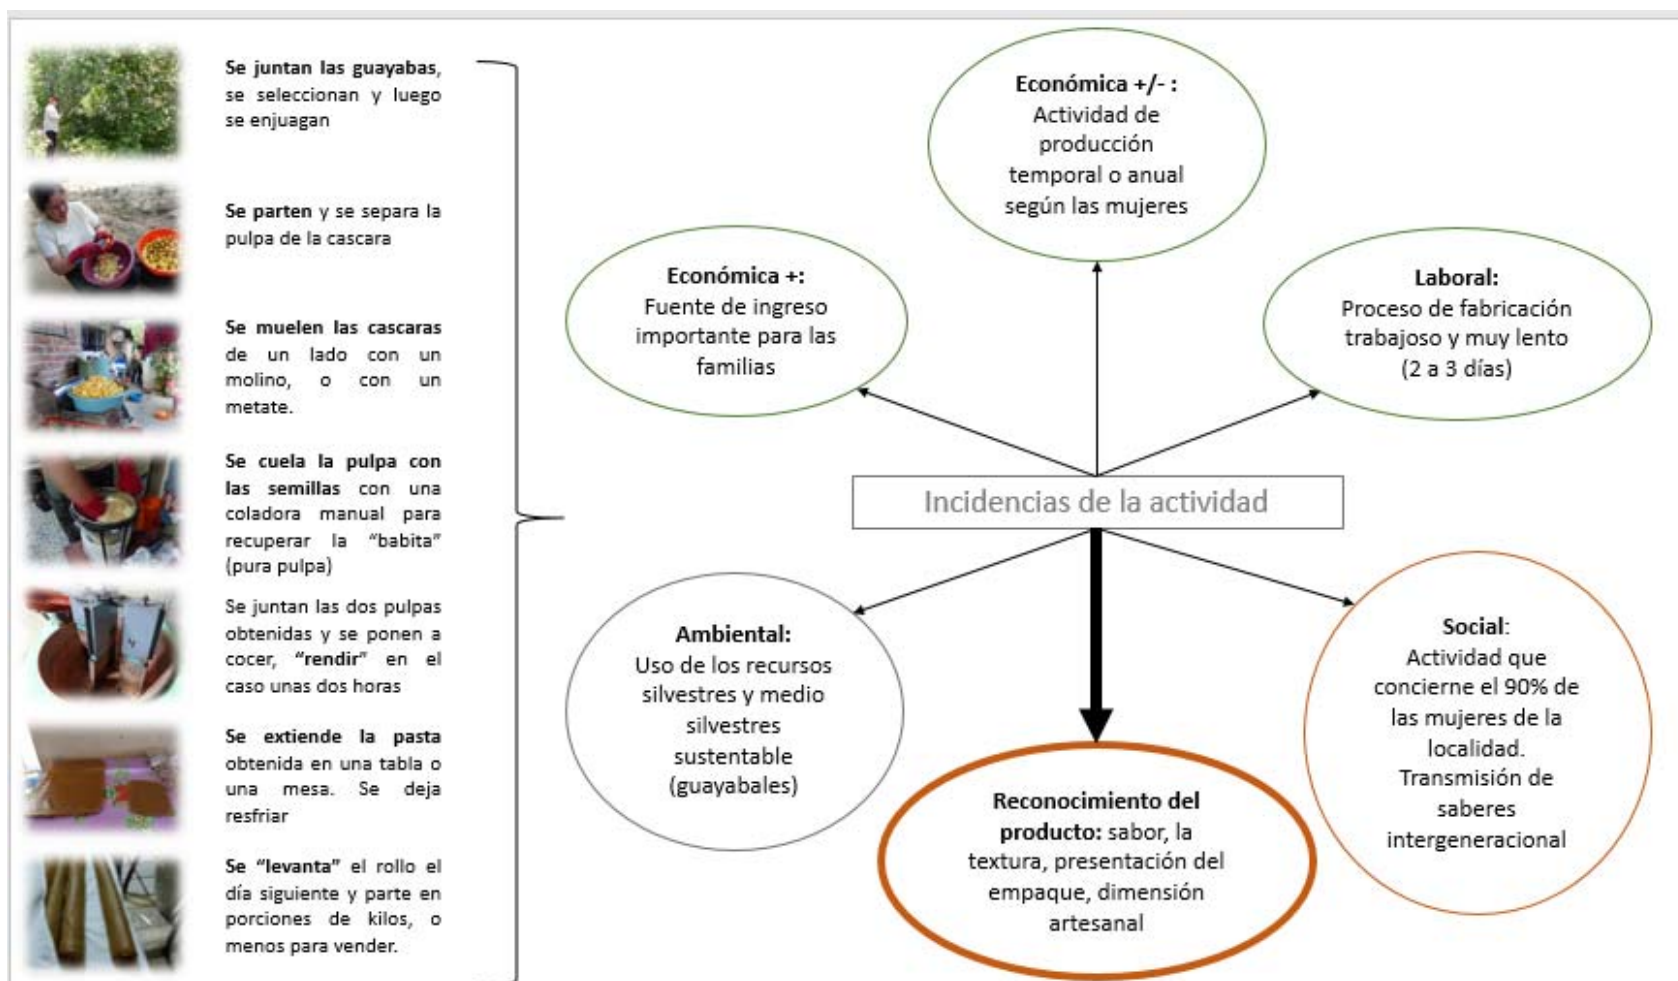 Se juntan las guayabas,
se seleccionan y luego
se enjuagan
Se parten y se separa la
pulpa de la cascara
Se muelen las cascaras
de un lado con un
molino, o con un
metate.
Se cuela la pulpa con
las semillas con una
coladora manual para
recuperar la “babita”
(pura pulpa)
Se juntan las dos pulpas
obtenidas y se ponen a
cocer, “rendir” en el
caso unas dos horas
Se extiende la pasta
obtenida en una tabla o
una mesa. Se deja
resfriar
Se “levanta” el rollo el
día siguiente y parte en
porciones de kilos, o
menos para vender.
Económica +/- :
Actividad de
producción
temporal o anual
según las mujeres
Económica +:
Fuente de ingreso
importante para las
familias
Laboral:
Proceso de fabricación
trabajoso y muy lento
(2 a 3 días)
Incidencias de la actividad
Ambiental:
Uso de los recursos
silvestres y medio
silvestres
sustentable
(guayabales)
Reconocimiento del
producto: sabor, la
textura, presentación del
empaque, dimensión
artesanal
Social:
Actividad que
concierne el 90% de
las mujeres de la
localidad.
Transmisión de
saberes
intergeneracional